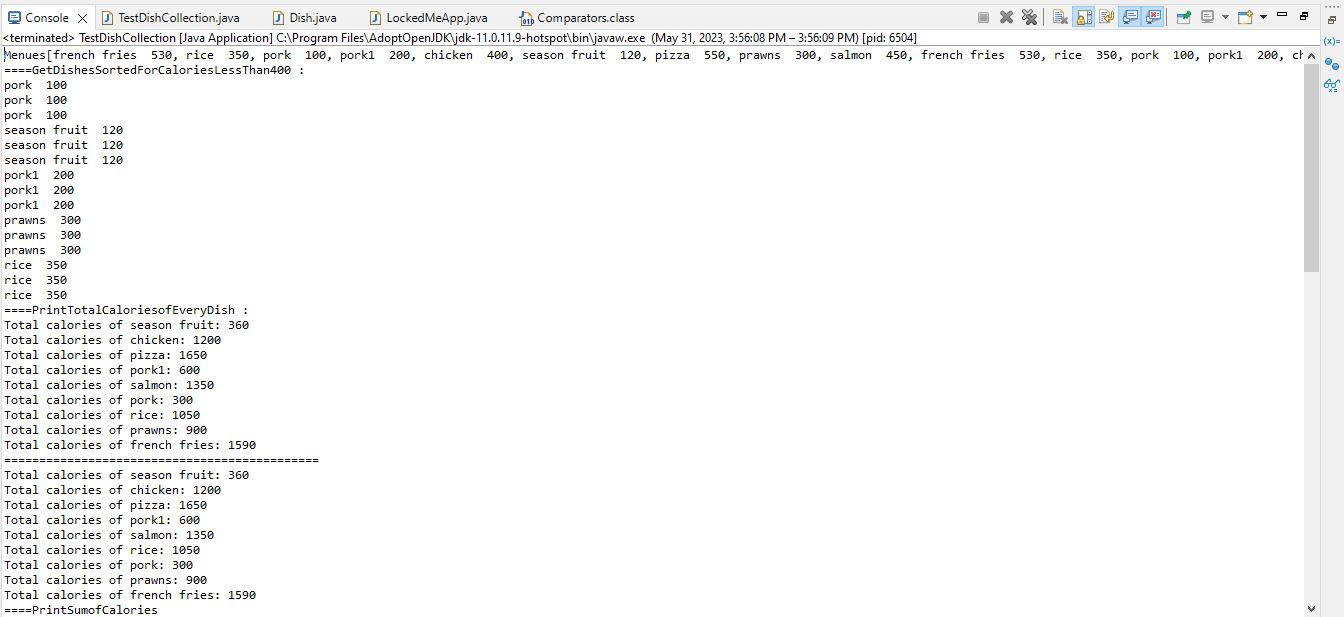 Console TestDishCollection.java Dish.java LockedMeApp.java Comparators.class
<terminated> TestDishCollection [Java Application] C:\Program Files\AdoptOpenJDK\jdk-11.0.11.9-hotspot\bin\javaw.exe (May 31, 2023, 3:56:08 PM – 3:56:09 PM) [pid: 6504]
Menues[french fries  530, rice  350, pork  100, pork1  200, chicken  400, season fruit  120, pizza  550, prawns  300, salmon  450, french fries  530, rice  350, pork  100, pork1  200, ch
====GetDishesSortedForCaloriesLessThan400 :
pork  100
pork  100
pork  100
season fruit  120
season fruit  120
season fruit  120
pork1  200
pork1  200
pork1  200
prawns  300
prawns  300
prawns  300
rice  350
rice  350
rice  350
====PrintTotalCaloriesofEveryDish :
Total calories of season fruit: 360
Total calories of chicken: 1200
Total calories of pizza: 1650
Total calories of pork1: 600
Total calories of salmon: 1350
Total calories of pork: 300
Total calories of rice: 1050
Total calories of prawns: 900
Total calories of french fries: 1590
=============================================
Total calories of season fruit: 360
Total calories of chicken: 1200
Total calories of pizza: 1650
Total calories of pork1: 600
Total calories of salmon: 1350
Total calories of rice: 1050
Total calories of pork: 300
Total calories of prawns: 900
Total calories of french fries: 1590
====PrintSumofCalories